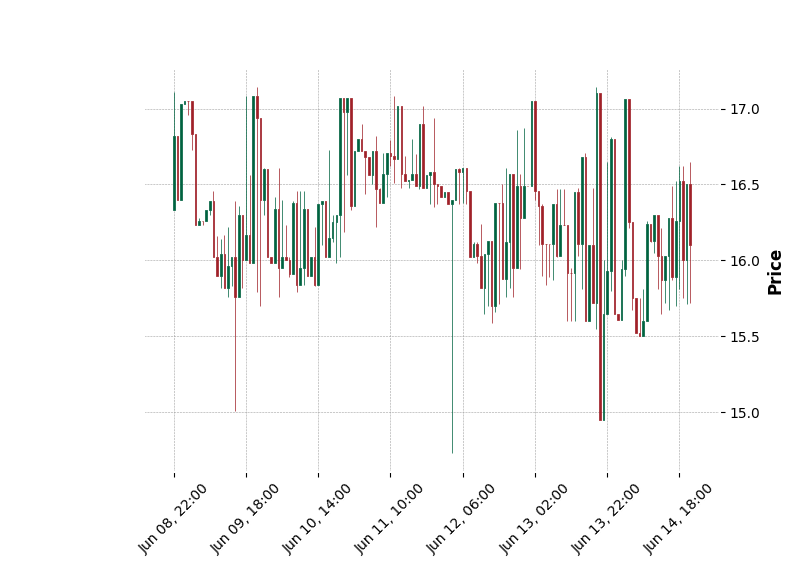 17.0
16.5
16.0
15.5
15.0
Price
Jun 08, 22:00
Jun 09, 18:00
Jun 10, 14:00
Jun 11, 10:00
Jun 12, 06:00
Jun 13, 02:00
Jun 13, 22:00
Jun 14, 18:00